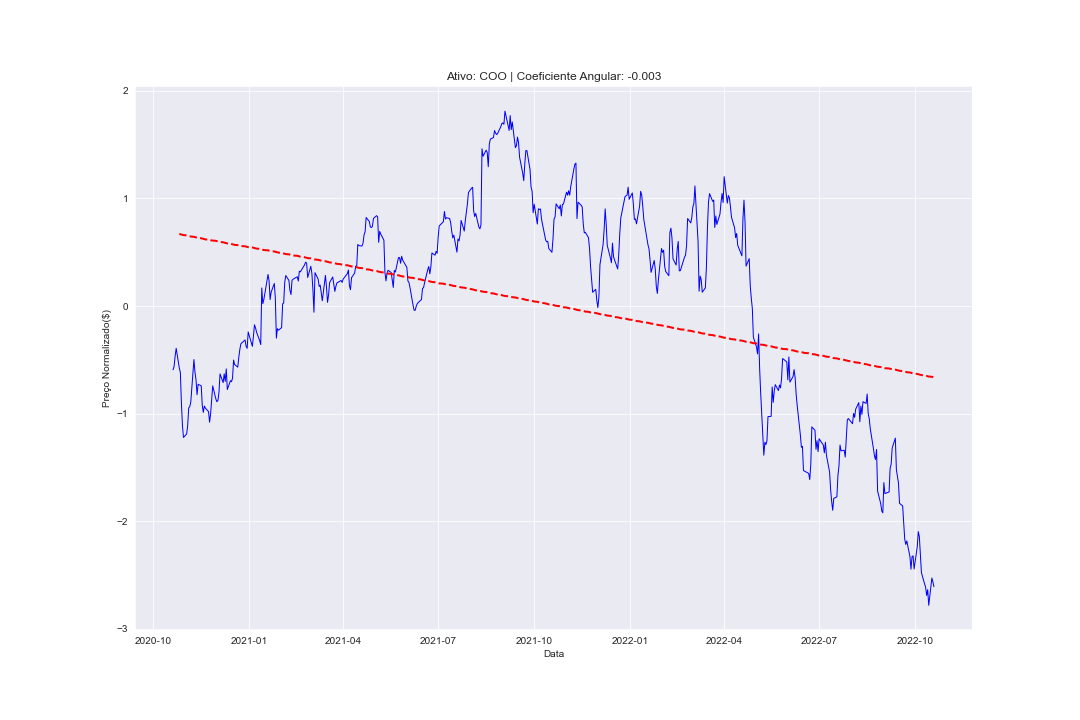 Ativo: COO | Coeficiente Angular: -0.003
2
1
0
−1
−2
−3
Preço Normalizado($)
2020-10 2021-01 2021-04 2021-07 2021-10 2022-01 2022-04 2022-07 2022-10
Data